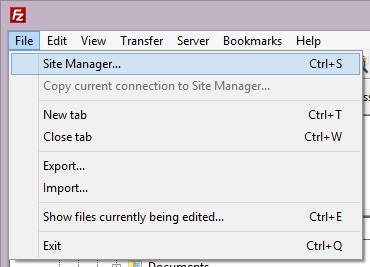 Fz
File Edit View Transfer Server Bookmarks Help
Site Manager... Ctrl+S
Copy current connection to Site Manager...
New tab Ctrl+T
Close tab Ctrl+W
Export...
Import...
Show files currently being edited... Ctrl+E
Exit Ctrl+Q
Documents